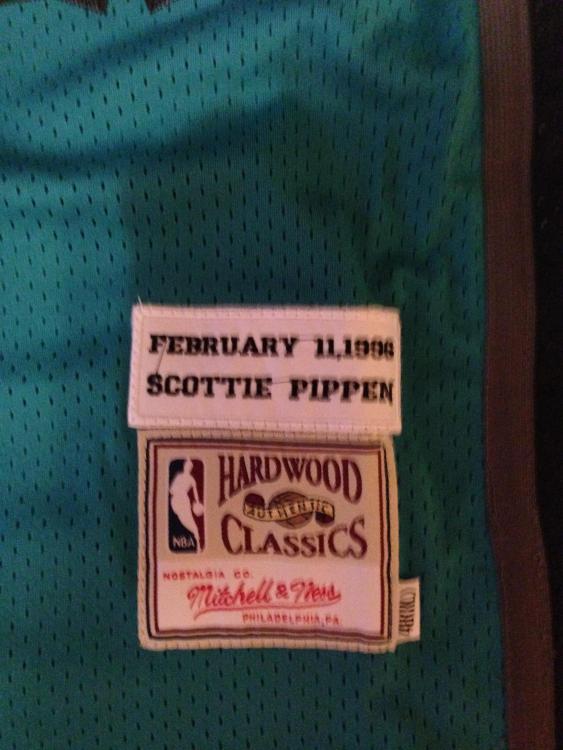 FEBRUARY 11,1996
SCOTTIE PIPPEN
HARDWOOD
AUTHENTIC
CLASSICS
NBA
NOSTALGIA CO.
Mitchell & Ness
PHILADELPHIA, PA.